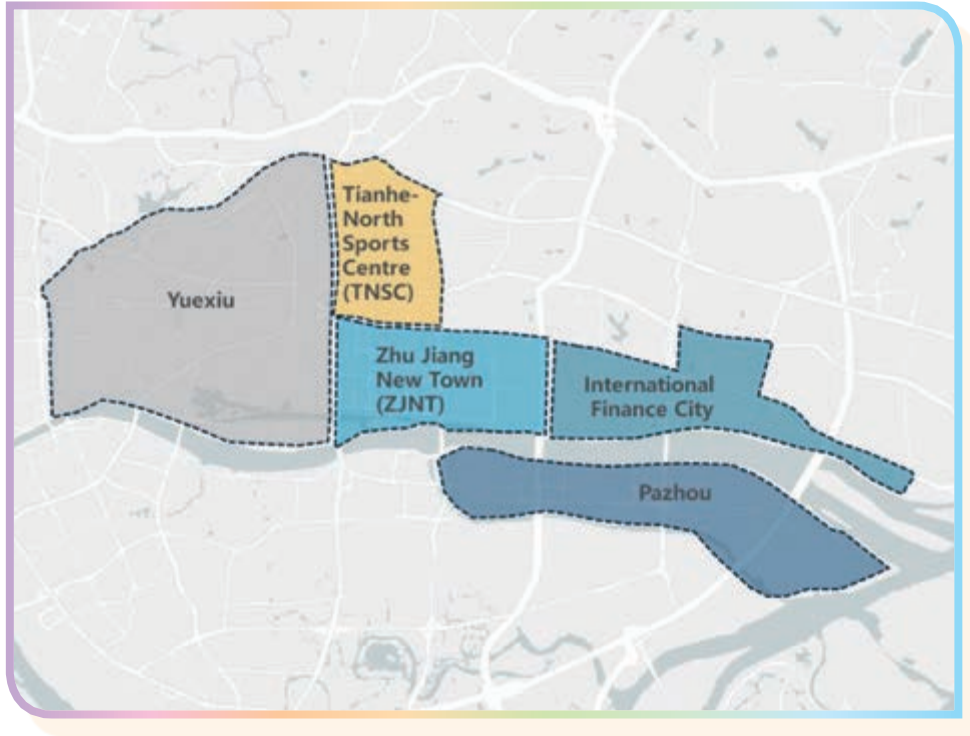 Tianhe-
North
Sports
Centre
(TNSC)
Yuexiu
Zhu Jiang
New Town
(ZJNT)
International
Finance City
Pazhou